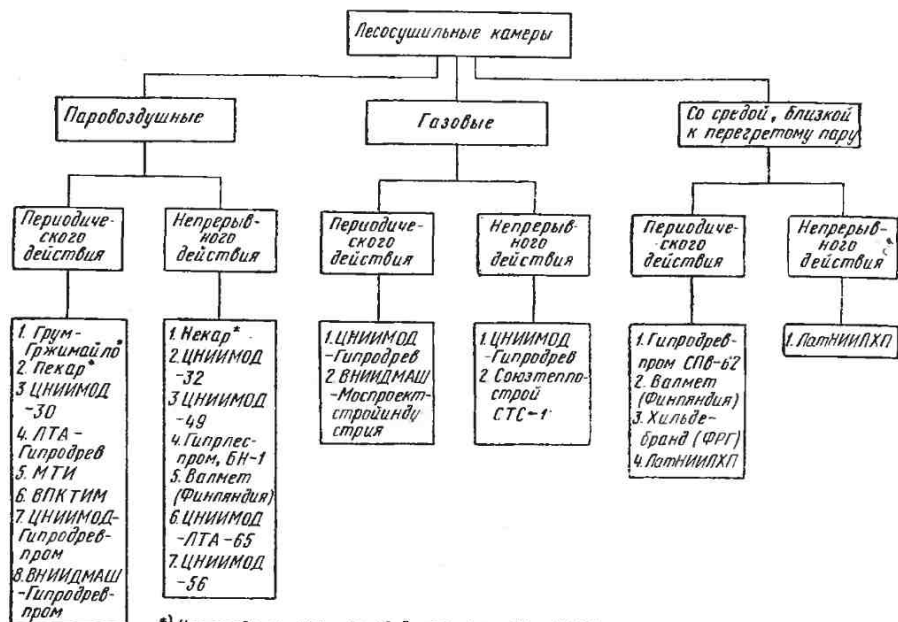 Лесосушильные камеры
Паровоздушные
Газовые
Со средой, близкой
к перегретому пару
Периодиче-
ского
действия
Непрерыв-
ного
действия
Периодиче-
ского
действия
Непрерыв-
ного
действия
Периодиче-
ского
действия
Непрерыв-
ного
действия
1. Грум-
Гржимайло*
2. Пекар*
3 ЦНИИМОД
-30
4. ЛТА-
Гипродрев
5. МТИ
6. ВПКТИМ
7. ЦНИИМОД-
Гипродрев-
пром
8. ВНИИДМАШ
-Гипродрев-
пром
1. Некар*
2. ЦНИИМОД
-32
3 ЦНИИМОД
-49
4. Гипрлес-
пром, БН-1
5. Валмет
(Финляндия)
6. ЦНИИМОД
-ЛТА-65
7. ЦНИИМОД
-56
1. ЦНИИМОД
-Гипродрев
2. ВНИИДМАШ
-Моспроект-
стройинду
стрия
1. ЦНИИМОД
-Гипродрев
2. Союзтепло-
строй
СТС-1
1. Гипродрев-
пром СПВ-62
2. Валмет
(Финляндия)
3. Хильде-
бранд (ФРГ)
4. ЛатНИИЛХП
1. ЛатНИИЛХП